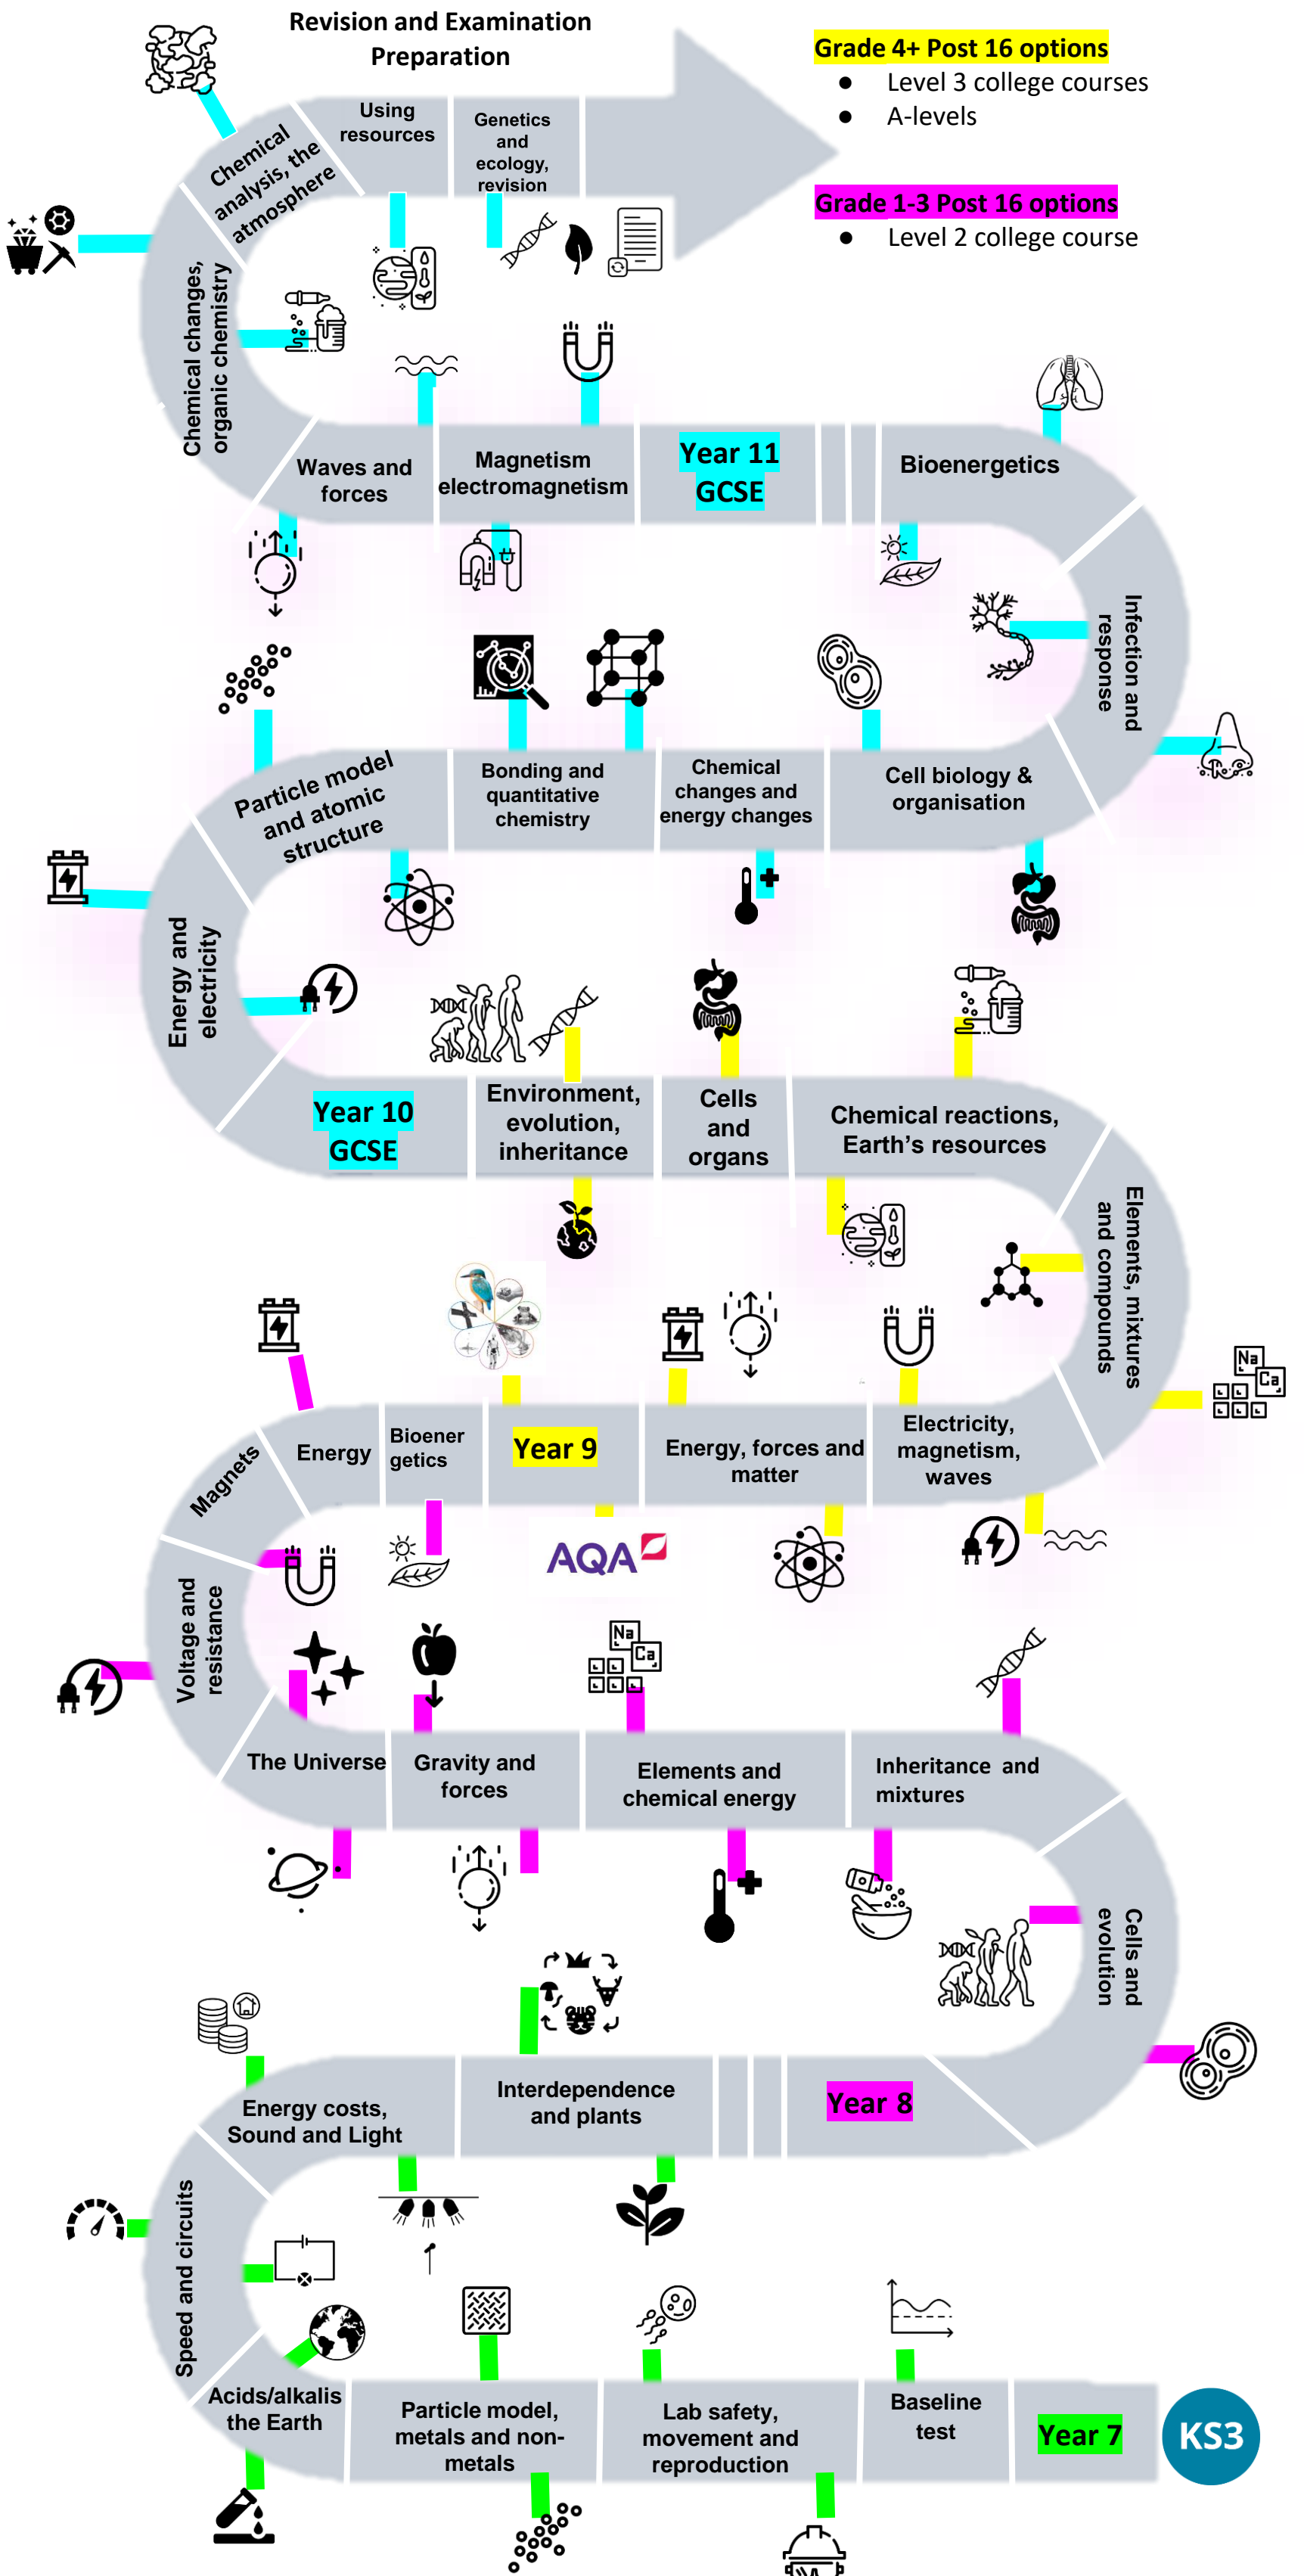 Revision and Examination
Preparation
Grade 4+ Post 16 options
● Level 3 college courses
● A-levels
Grade 1-3 Post 16 options
● Level 2 college course
Using
resources
Genetics
and
ecology,
revision
Chemical
analysis, the
atmosphere
Chemical changes,
organic chemistry
Waves and
forces
Magnetism
electromagnetism
Year 11
GCSE
Bioenergetics
Infection and
response
Particle model
and atomic
structure
Bonding and
quantitative
chemistry
Chemical
changes and
energy changes
Cell biology &
organisation
Energy and
electricity
Year 10
GCSE
Environment,
evolution,
inheritance
Cells
and
organs
Chemical reactions,
Earth's resources
Elements, mixtures
and compounds
Na
Ca
Magnets
Energy
Bioener
getics
Year 9
Energy, forces and
matter
Electricity,
magnetism,
waves
AQA
Voltage and
resistance
Na
Ca
The Universe
Gravity and
forces
Elements and
chemical energy
Inheritance and
mixtures
Cells and
evolution
Energy costs,
Sound and Light
Interdependence
and plants
Year 8
Speed and circuits
Acids/alkalis
the Earth
Particle model,
metals and non-
metals
Lab safety,
movement and
reproduction
Baseline
test
Year 7
KS3